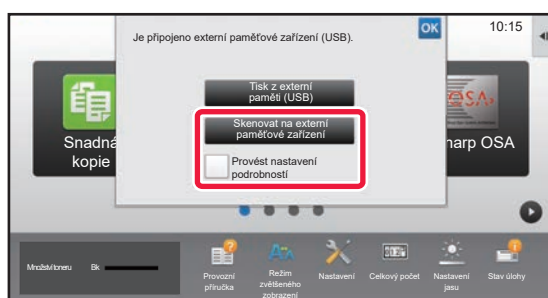 Je připojeno externí paměťové zařízení (USB).
OK
10:15
Tisk z externí
paměti (USB)
Skenovat na externí
paměťové zařízení
Provést nastavení
podrobností
Snadná
kopie
harp OSA
Množství toneru
Bk
Provozní
příručka
Režim
zvětšeného
zobrazení
Nastavení
Celkový počet
Nastavení
jasu
Stav úlohy